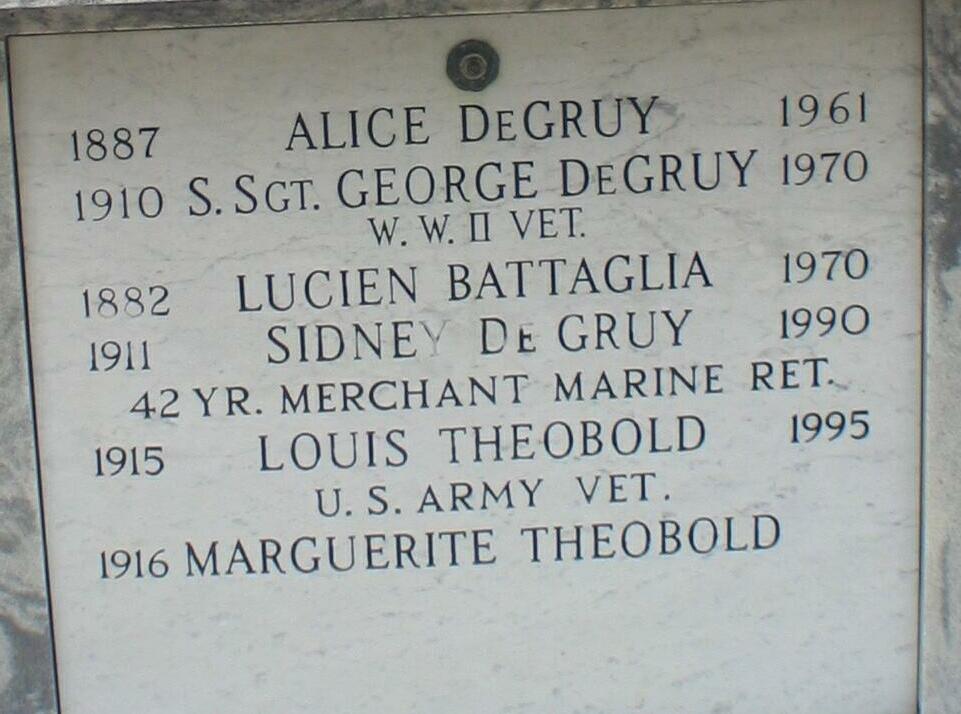 1887 ALICE DEGRUY 1961
1910 S. SGT. GEORGE DEGRUY 1970
W. W. II VET.
1882 LUCIEN BATTAGLIA 1970
1911 SIDNEY DE GRUY 1990
42 YR. MERCHANT MARINE RET.
1915 LOUIS THEOBOLD 1995
U. S. ARMY VET.
1916 MARGUERITE THEOBOLD